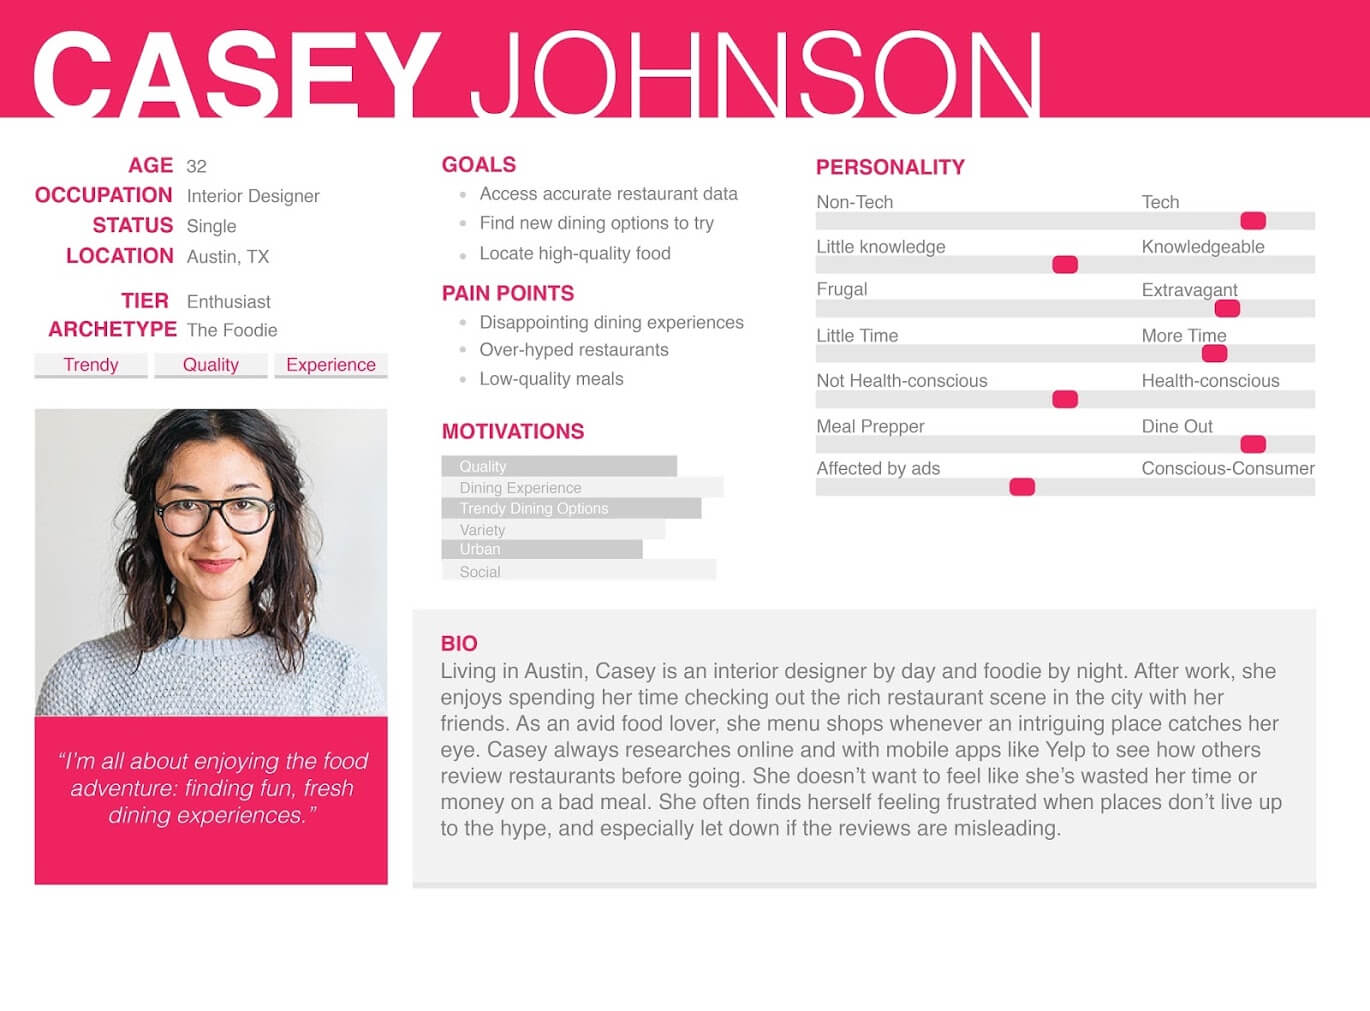 CASEY JOHNSON
AGE 32
OCCUPATION Interior Designer
STATUS Single
LOCATION Austin, TX
TIER Enthusiast
ARCHETYPE The Foodie
Trendy Quality Experience
“I’m all about enjoying the food
adventure: finding fun, fresh
dining experiences.”
GOALS
Access accurate restaurant data
Find new dining options to try
Locate high-quality food
PAIN POINTS
Disappointing dining experiences
Over-hyped restaurants
Low-quality meals
MOTIVATIONS
Quality
Dining Experience
Trendy Dining Options
Variety
Urban
Social
PERSONALITY
Non-Tech Tech
Little knowledge Knowledgeable
Frugal Extravagant
Little Time More Time
Not Health-conscious Health-conscious
Meal Prepper Dine Out
Affected by ads Conscious-Consumer
BIO
Living in Austin, Casey is an interior designer by day and foodie by night. After work, she
enjoys spending her time checking out the rich restaurant scene in the city with her
friends. As an avid food lover, she menu shops whenever an intriguing place catches her
eye. Casey always researches online and with mobile apps like Yelp to see how others
review restaurants before going. She doesn’t want to feel like she’s wasted her time or
money on a bad meal. She often finds herself feeling frustrated when places don’t live up
to the hype, and especially let down if the reviews are misleading.